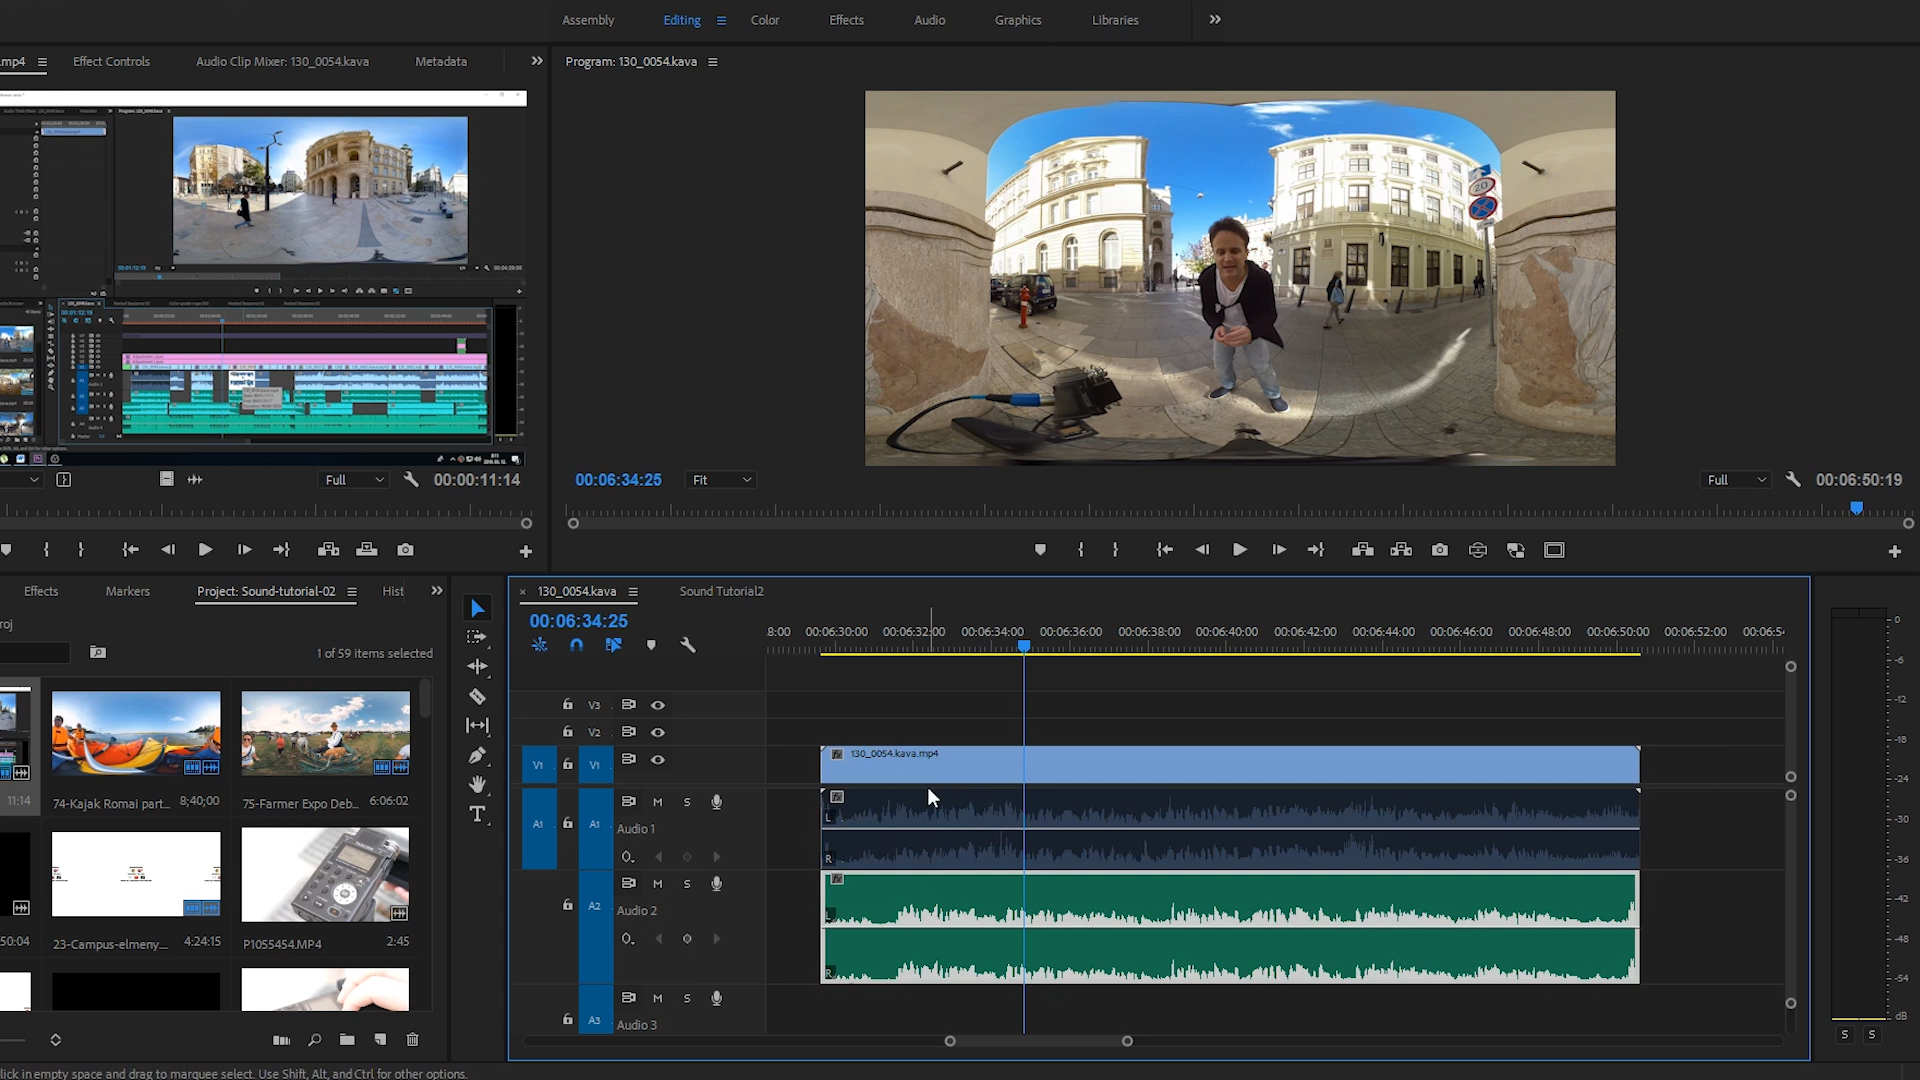 Assembly
Editing
Color
Effects
Audio
Graphics
Libraries
.mp4
Effect Controls
Audio Clip Mixer: 130_0054.kava
Metadata
Program: 130_0054.kava
20
Full
00:00:11:14
00:06:34:25
Fit
Full
00:06:50:19
Effects
Markers
Project: Sound-tutorial-02
Hist
roj
1 of 59 items selected
11:14
74-Kajak Romai part...
8;40;00
75-Farmer Expo Deb...
6:06:02
50:04
23-Campus-elmeny...
4:24:15
P1055454.MP4
2:45
130_0054.kava
Sound Tutorial2
00:06:34:25
8:00
00:06:30:00
00:06:32:00
00:06:34:00
00:06:36:00
00:06:38:00
00:06:40:00
00:06:42:00
00:06:44:00
00:06:46:00
00:06:48:00
00:06:50:00
00:06:52:00
00:06:54
V3
V2
V1
V1
fx
130_0054.kava.mp4
A1
A1
M
S
Audio 1
fx
L
R
A2
M
S
Audio 2
fx
L
R
A3
M
S
Audio 3
0
-6
-12
-18
-24
-30
-36
-42
-48
-54
dB
S
S
lick in empty space and drag to marquee select. Use Shift, Alt, and Ctrl for other options.